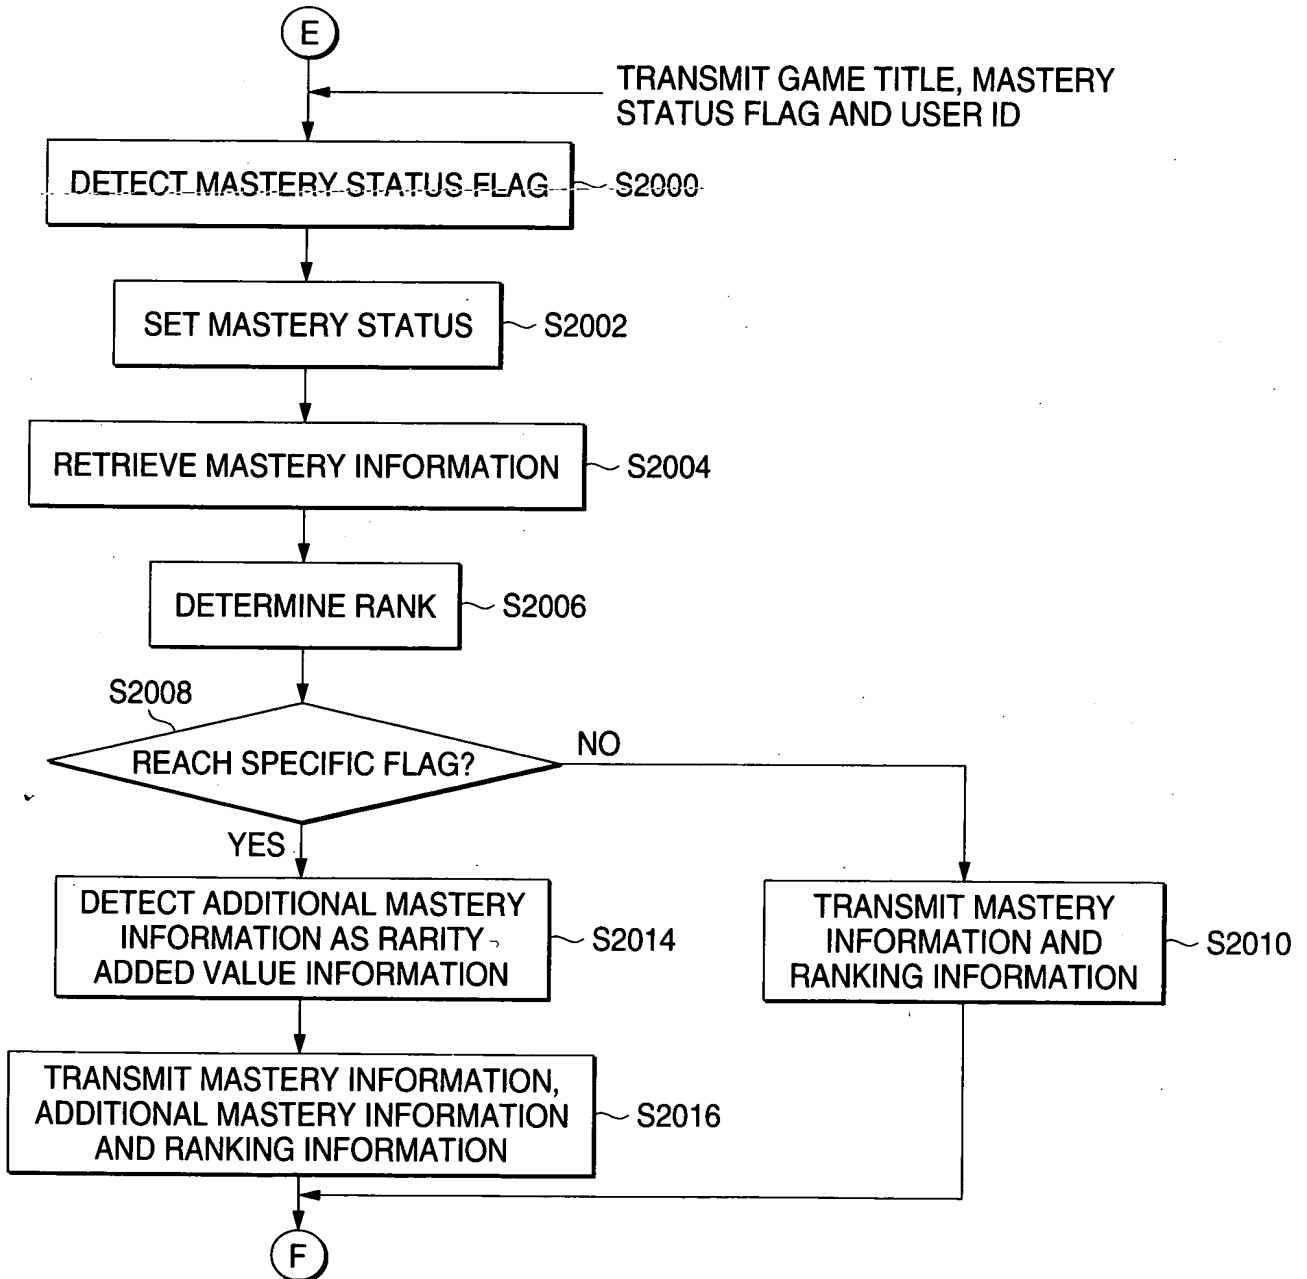 E
TRANSMIT GAME TITLE, MASTERY
STATUS FLAG AND USER ID
DETECT MASTERY STATUS FLAG
S2000
SET MASTERY STATUS
S2002
RETRIEVE MASTERY INFORMATION
S2004
DETERMINE RANK
S2006
S2008
REACH SPECIFIC FLAG?
NO
YES
DETECT ADDITIONAL MASTERY
INFORMATION AS RARITY
ADDED VALUE INFORMATION
S2014
TRANSMIT MASTERY
INFORMATION AND
RANKING INFORMATION
S2010
TRANSMIT MASTERY INFORMATION,
ADDITIONAL MASTERY INFORMATION
AND RANKING INFORMATION
S2016
F